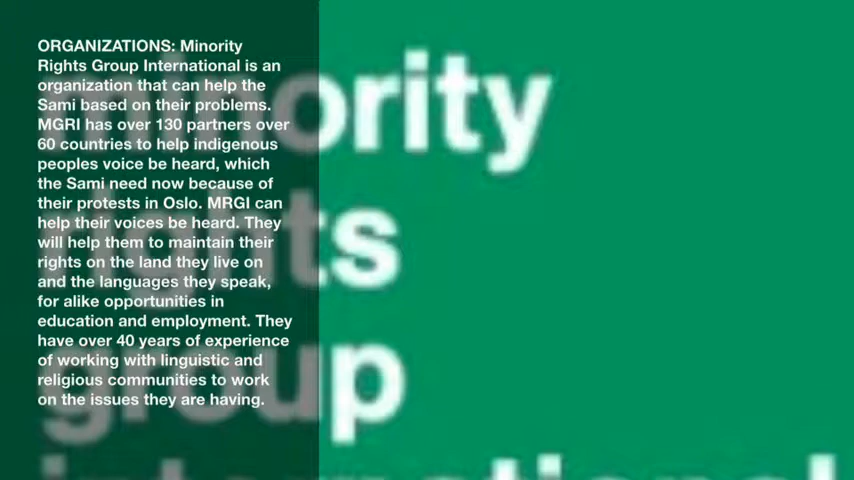 ORGANIZATIONS: Minority
Rights Group International is an
organization that can help the
Sami based on their problems.
MGRI has over 130 partners over
60 countries to help indigenous
peoples voice be heard, which
the Sami need now because of
their protests in Oslo. MRGI can
help their voices be heard. They
will help them to maintain their
rights on the land they live on
and the languages they speak,
for alike opportunities in
education and employment. They
have over 40 years of experience
of working with linguistic and
religious communities to work
on the issues they are having.
minority
rights
group
international